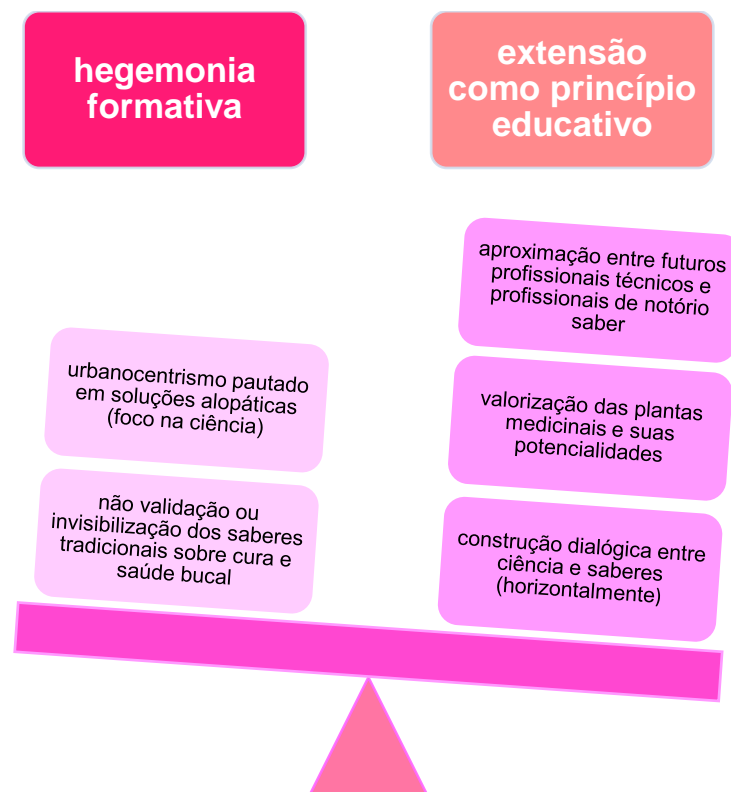 hegemonia
formativa
extensão
como princípio
educativo
urbanocentrismo pautado
em soluções alopáticas
(foco na ciência)
não validação ou
invisibilização dos saberes
tradicionais sobre cura e
saúde bucal
aproximação entre futuros
profissionais técnicos e
profissionais de notório
saber
valorização das plantas
medicinais e suas
potencialidades
construção dialógica entre
ciência e saberes
(horizontalmente)